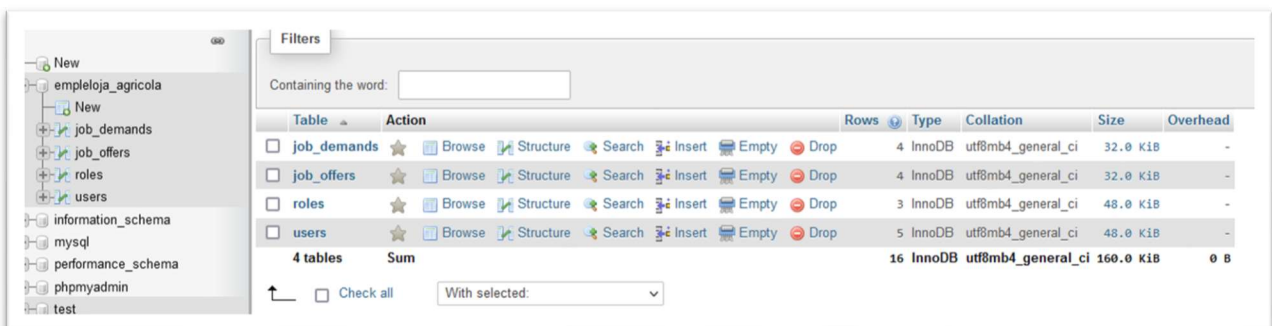 New
empleloja_agricola
New
job_demands
job_offers
roles
users
information_schema
mysql
performance_schema
phpmyadmin
test
Filters
Containing the word:
Table Action Rows Type Collation Size Overhead
job_demands Browse Structure Search Insert Empty Drop 4 InnoDB utf8mb4_general_ci 32.0 KiB -
job_offers Browse Structure Search Insert Empty Drop 4 InnoDB utf8mb4_general_ci 32.0 KiB -
roles Browse Structure Search Insert Empty Drop 3 InnoDB utf8mb4_general_ci 48.0 KiB -
users Browse Structure Search Insert Empty Drop 5 InnoDB utf8mb4_general_ci 48.0 KiB -
4 tables Sum 16 InnoDB utf8mb4_general_ci 160.0 KiB 0 B
Check all With selected: